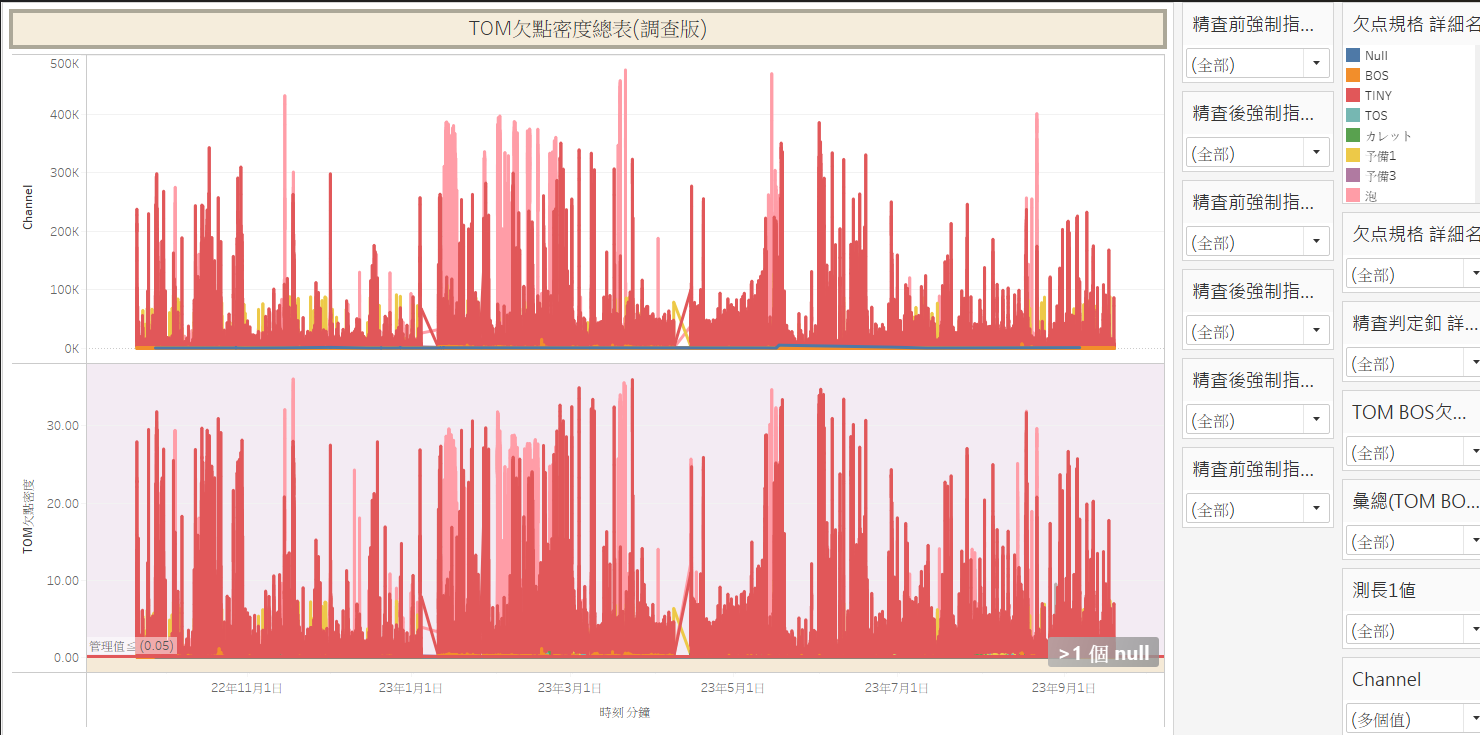 TOM欠點密度總表(調查版)
500K
400K
300K
200K
100K
0K
Channel
30.00
20.00
10.00
0.00
TOM欠點密度
管理值≦ (0.05)
>1 個 null
22年11月1日
23年1月1日
23年3月1日
23年5月1日
23年7月1日
23年9月1日
時刻 分鐘
精査前強制指...
(全部)
精査後強制指...
(全部)
精査前強制指...
(全部)
精査後強制指...
(全部)
精査後強制指...
(全部)
精査前強制指...
(全部)
欠点規格 詳細名
Null
BOS
TINY
TOS
カレット
予備1
予備3
泡
欠点規格 詳細名
(全部)
精査判定釦 詳...
(全部)
TOM BOS欠...
(全部)
彙總(TOM BO...
(全部)
測長1値
(全部)
Channel
(多個值)